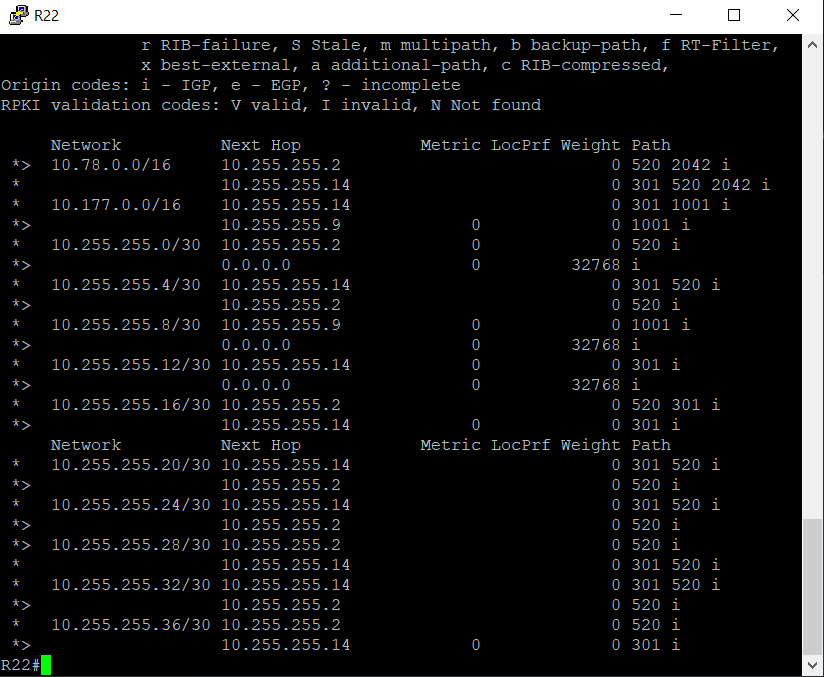 R22
r RIB-failure, S Stale, m multipath, b backup-path, f RT-Filter,
x best-external, a additional-path, c RIB-compressed,
Origin codes: i - IGP, e - EGP, ? - incomplete
RPKI validation codes: V valid, I invalid, N Not found
Network Next Hop Metric LocPrf Weight Path
*> 10.78.0.0/16 10.255.255.2 0 520 2042 i
* 10.255.255.14 0 301 520 2042 i
* 10.177.0.0/16 10.255.255.14 0 301 1001 i
*> 10.255.255.9 0 0 1001 i
* 10.255.255.0/30 10.255.255.2 0 0 520 i
*> 0.0.0.0 0 32768 i
* 10.255.255.4/30 10.255.255.14 0 301 520 i
*> 10.255.255.2 0 520 i
* 10.255.255.8/30 10.255.255.9 0 0 1001 i
*> 0.0.0.0 0 32768 i
* 10.255.255.12/30 10.255.255.14 0 0 301 i
*> 0.0.0.0 0 32768 i
* 10.255.255.16/30 10.255.255.2 0 520 301 i
*> 10.255.255.14 0 0 301 i
Network Next Hop Metric LocPrf Weight Path
* 10.255.255.20/30 10.255.255.14 0 301 520 i
*> 10.255.255.2 0 520 i
* 10.255.255.24/30 10.255.255.14 0 301 520 i
*> 10.255.255.2 0 520 i
*> 10.255.255.28/30 10.255.255.2 0 520 i
* 10.255.255.14 0 301 520 i
* 10.255.255.32/30 10.255.255.14 0 301 520 i
*> 10.255.255.2 0 520 i
* 10.255.255.36/30 10.255.255.2 0 520 i
*> 10.255.255.14 0 0 301 i
R22#